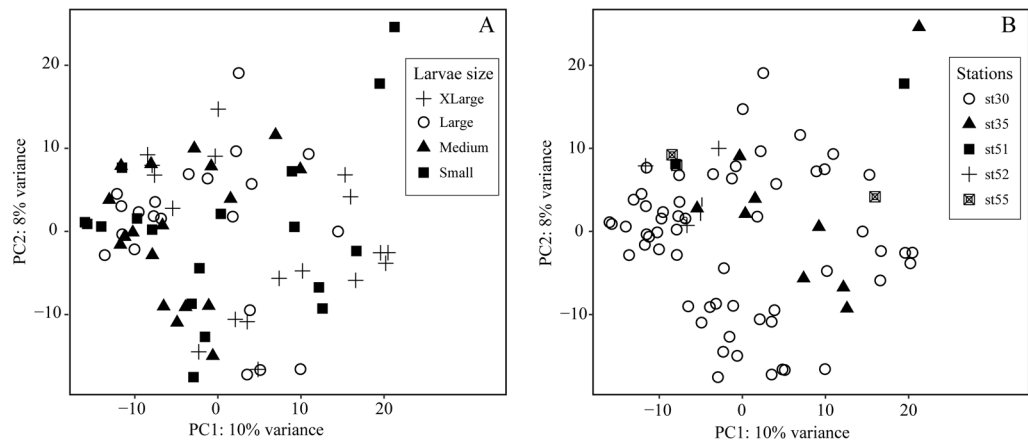 A
Larvae size
XLarge
Large
Medium
Small
20
10
0
−10
PC2: 8% variance
−10 0 10 20
PC1: 10% variance
B
Stations
st30
st35
st51
st52
st55
20
10
0
−10
PC2: 8% variance
−10 0 10 20
PC1: 10% variance